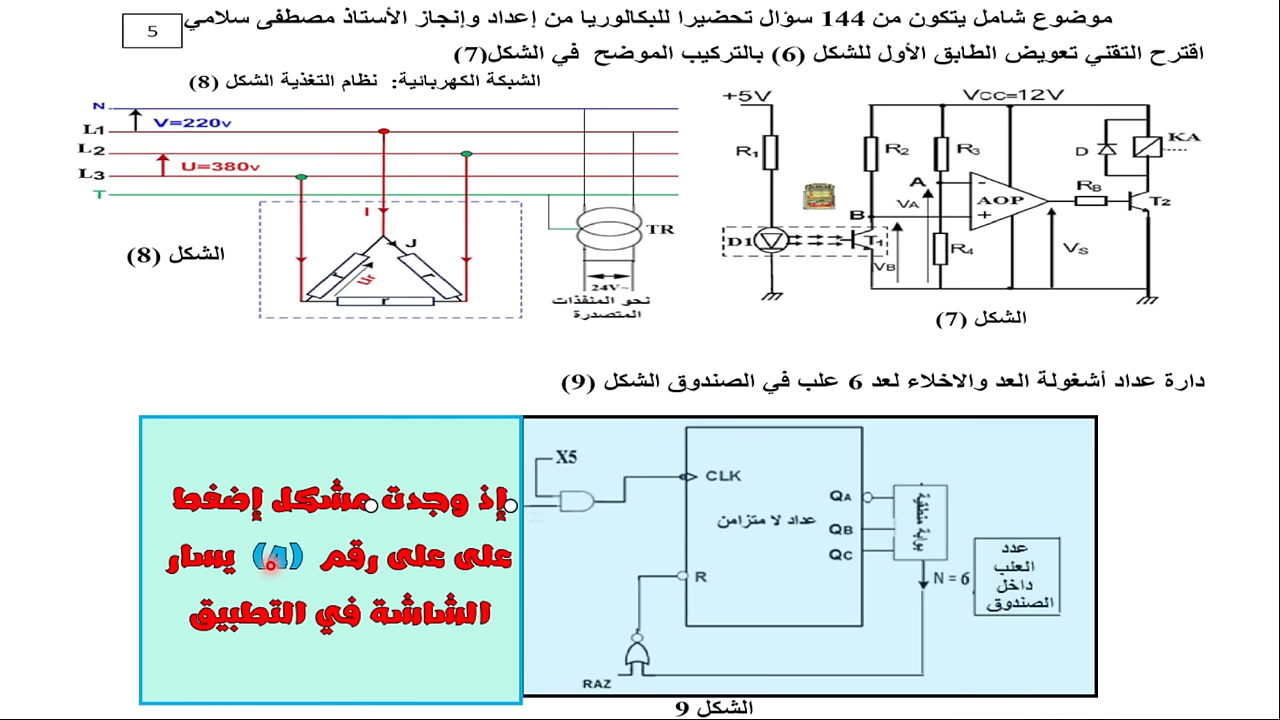 موضوع شامل يتكون من 144 سؤال تحضيرا للبكالوريا من إعداد وإنجاز الأستاذ مصطفى سلامي
5
اقترح التقني تعويض الطابق الأول للشكل (6) بالتركيب الموضح في الشكل(7)
الشبكة الكهربائية: نظام التغذية الشكل (8)
N
V=220v
L1
L2
U=380v
L3
T
I
J
r
Ur
r
r
TR
24V~
نحو المنفذات
المتصدرة
الشكل (8)
+5V
Vcc=12V
R1
R2
R3
D
KA
A
VA
AOP
-
+
RB
T2
B
D1
T1
VB
R4
Vs
الشكل (7)
دارة عداد أشغولة العد والاخلاء لعد 6 علب في الصندوق الشكل (9)
إذ وجدت مشكل إضغط
على على رقم (4) يسار
الشاشة في التطبيق
X5
CLK
QA
عداد لا متزامن
QB
QC
بوابة منطقية
R
N = 6
عدد
العلب
داخل
الصندوق
RAZ
الشكل 9